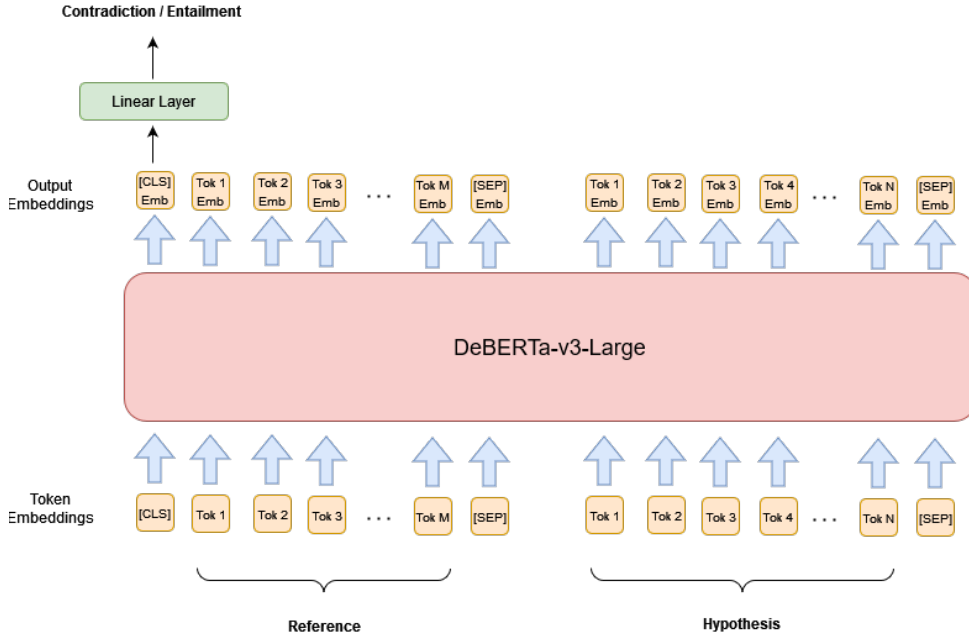 Contradiction / Entailment
Linear Layer
Output
Embeddings
[CLS] Emb
Tok 1 Emb
Tok 2 Emb
Tok 3 Emb
...
Tok M Emb
[SEP] Emb
Tok 1 Emb
Tok 2 Emb
Tok 3 Emb
Tok 4 Emb
...
Tok N Emb
[SEP] Emb
DeBERTa-v3-Large
Token
Embeddings
[CLS]
Tok 1
Tok 2
Tok 3
...
Tok M
[SEP]
Tok 1
Tok 2
Tok 3
Tok 4
...
Tok N
[SEP]
Reference
Hypothesis